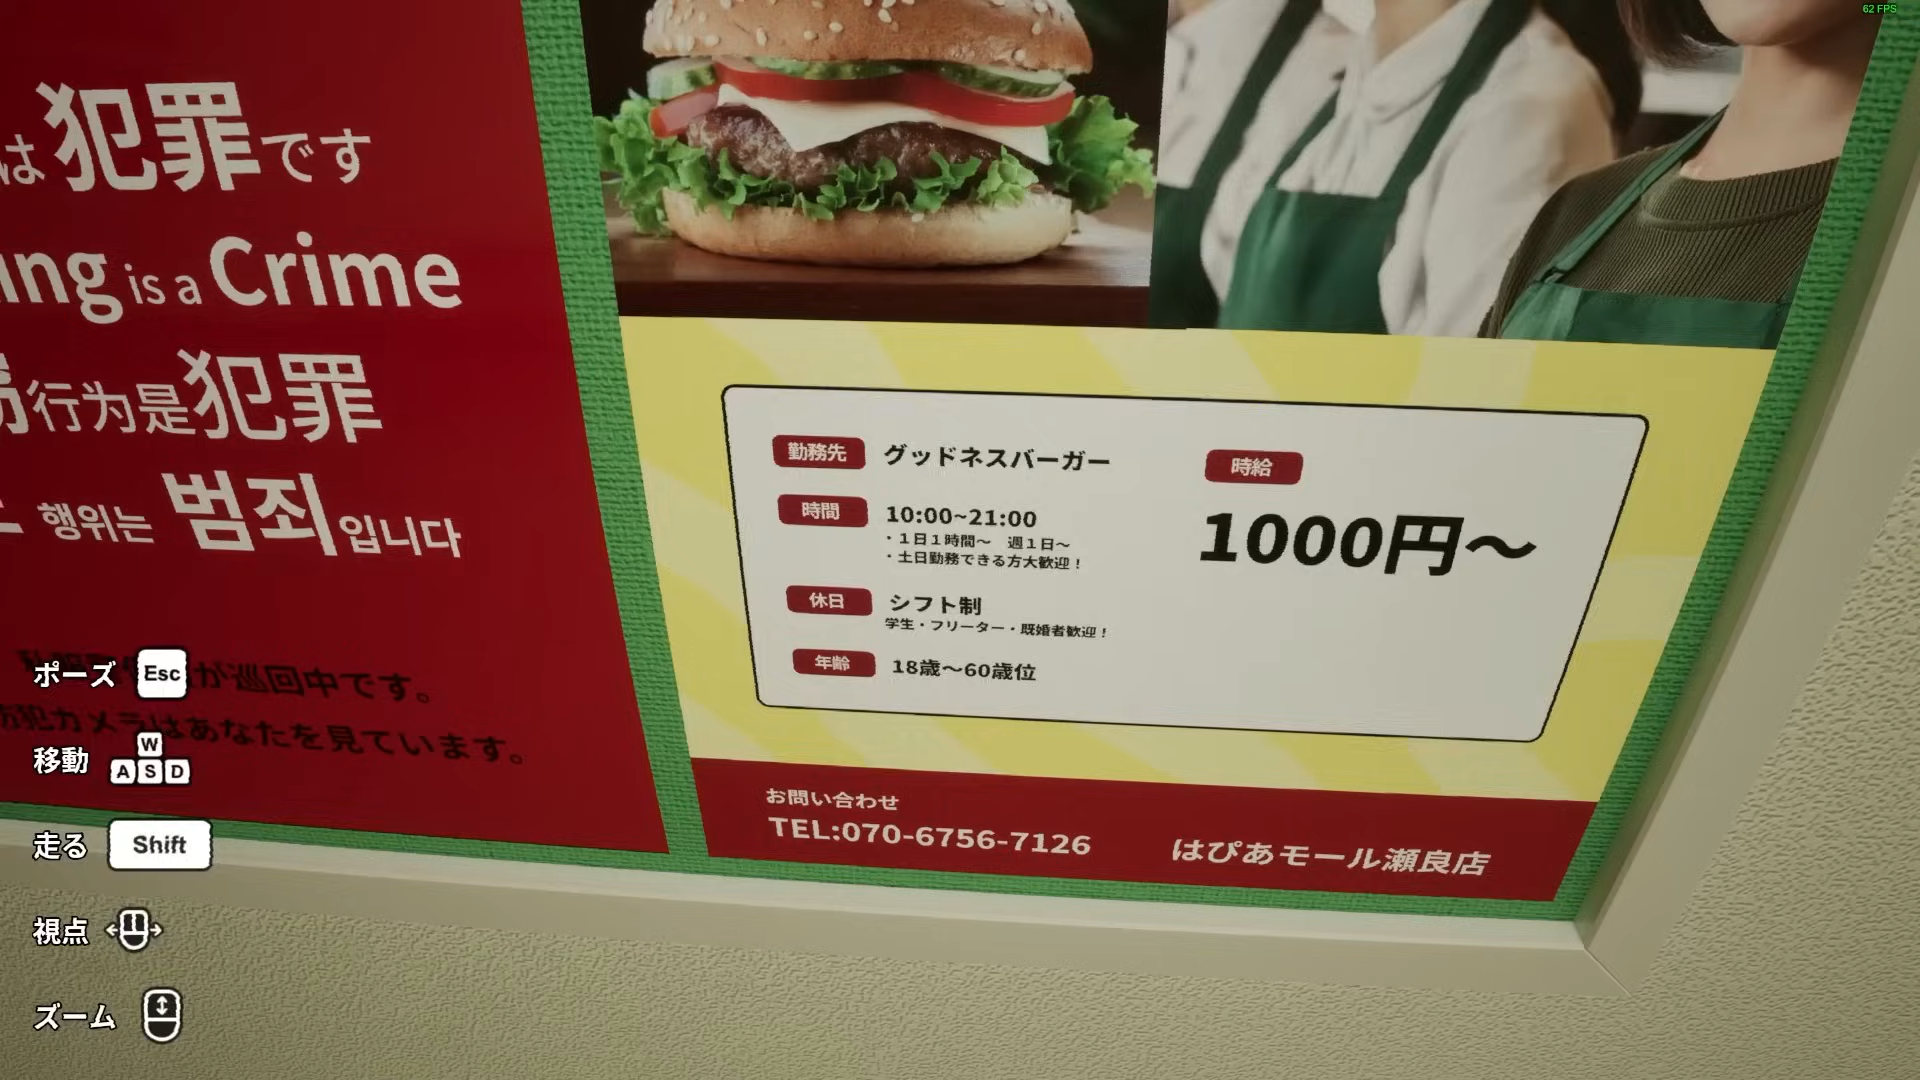 62 FPS
は犯罪です
ing is a Crime
行为是犯罪
행위는 범죄입니다
が巡回中です。
防犯カメラはあなたを見ています。
勤務先 グッドネスバーガー
時間 10:00~21:00
・1日1時間〜 週1日〜
・土日勤務できる方大歓迎！
休日 シフト制
学生・フリーター・既婚者歓迎！
年齢 18歳〜60歳位
時給
1000円〜
お問い合わせ
TEL:070-6756-7126
はぴあモール瀬良店
ポーズ Esc
移動 W A S D
走る Shift
視点
ズーム